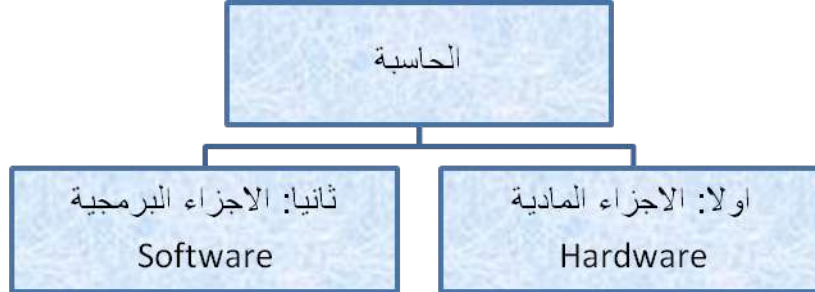 الحاسبة
اولا: الاجزاء المادية
Hardware
ثانيا: الاجزاء البرمجية
Software